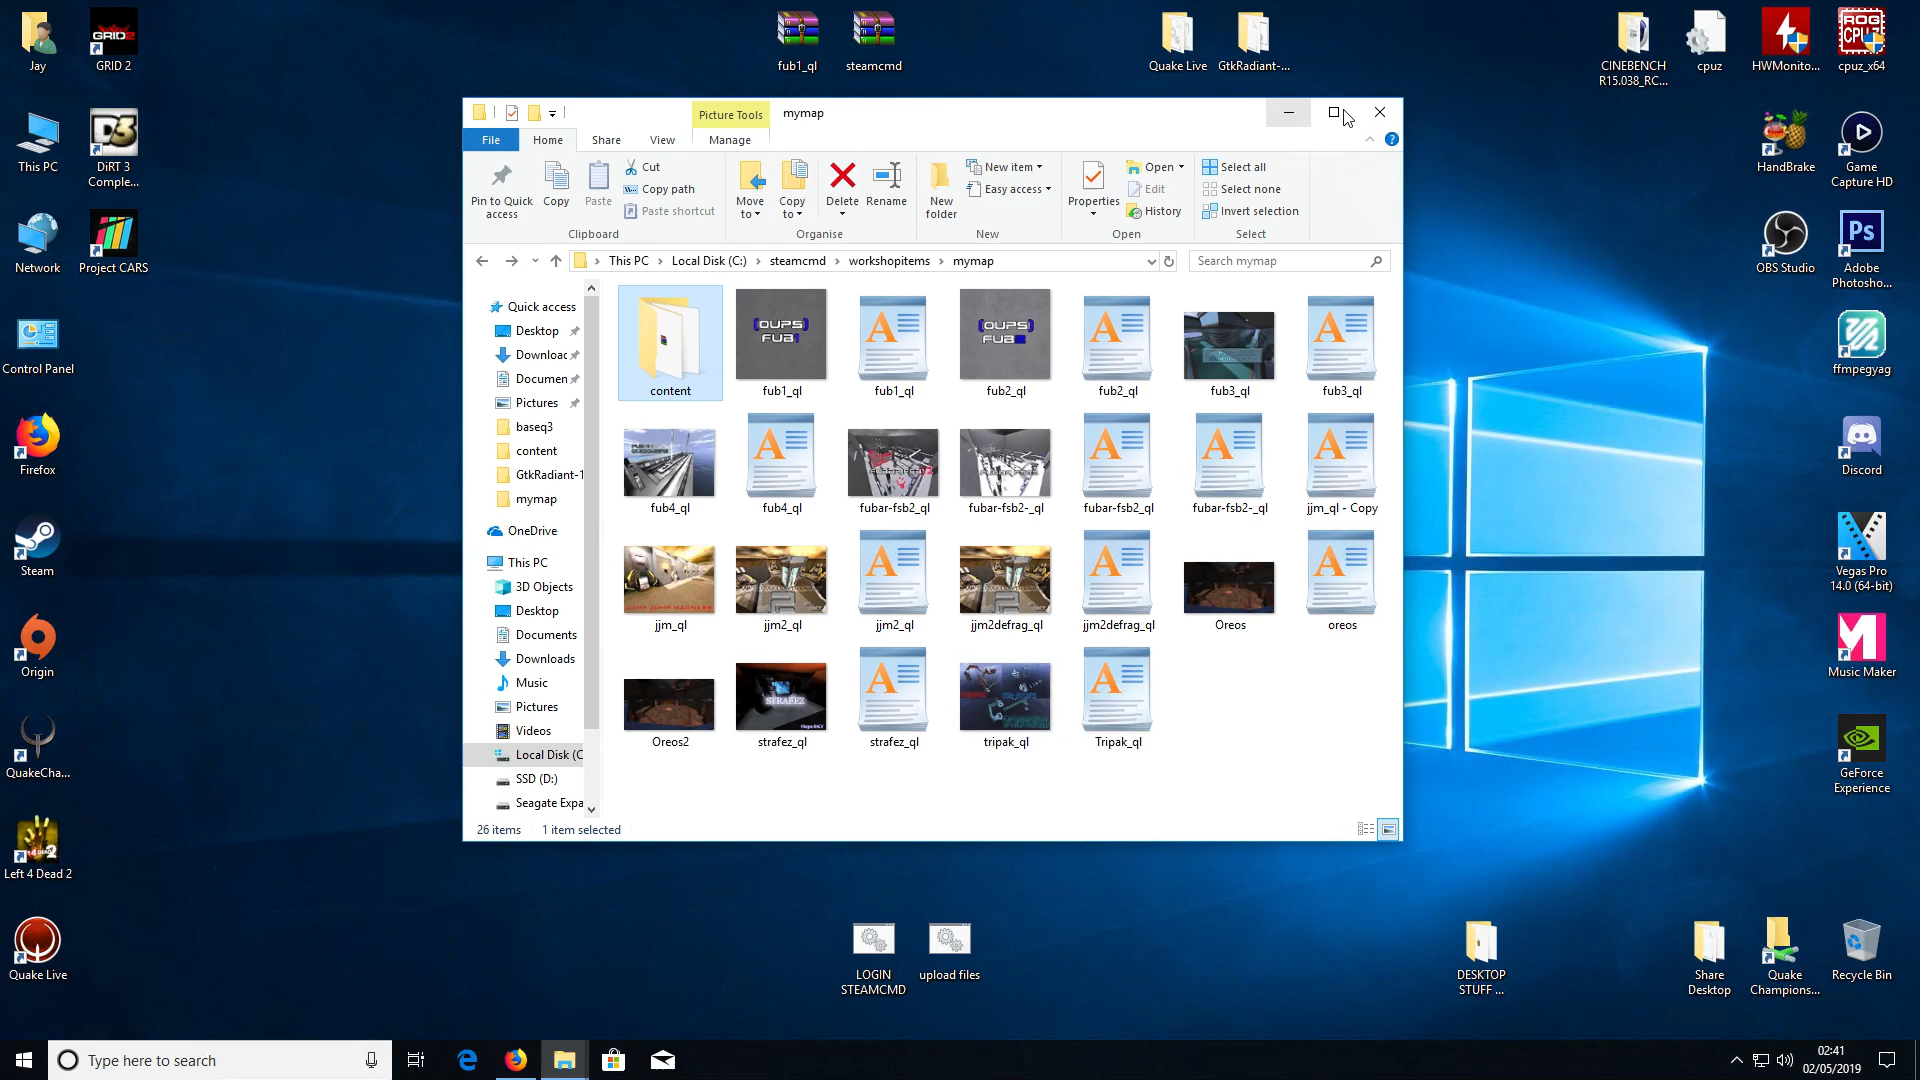 Jay
GRID 2
fub1_ql
steamcmd
Quake Live
GtkRadiant-...
CINEBENCH
R15.038_RC...
cpuz
HWMonito...
cpuz_x64
This PC
DiRT 3
Comple...
Network
Project CARS
Control Panel
Firefox
Steam
Origin
QuakeCha...
Left 4 Dead 2
Quake Live
Picture Tools
mymap
File
Home
Share
View
Manage
Pin to Quick
access
Copy
Paste
Cut
Copy path
Paste shortcut
Clipboard
Move
to
Copy
to
Delete
Rename
Organise
New
folder
New item
Easy access
New
Properties
Open
Edit
History
Open
Select all
Select none
Invert selection
Select
This PC
Local Disk (C:)
steamcmd
workshopitems
mymap
Search mymap
Quick access
Desktop
Downloac
Documen
Pictures
baseq3
content
GtkRadiant-1
mymap
OneDrive
This PC
3D Objects
Desktop
Documents
Downloads
Music
Pictures
Videos
Local Disk (C
SSD (D:)
Seagate Expa
content
fub1_ql
fub1_ql
fub2_ql
fub2_ql
fub3_ql
fub3_ql
fub4_ql
fub4_ql
fubar-fsb2_ql
fubar-fsb2-_ql
fubar-fsb2_ql
fubar-fsb2-_ql
jjm_ql - Copy
jjm_ql
jjm2_ql
jjm2_ql
jjm2defrag_ql
jjm2defrag_ql
Oreos
oreos
Oreos2
strafez_ql
strafez_ql
tripak_ql
Tripak_ql
26 items
1 item selected
HandBrake
Game
Capture HD
OBS Studio
Adobe
Photosho...
ffmpegyag
Discord
Vegas Pro
14.0 (64-bit)
Music Maker
GeForce
Experience
LOGIN
STEAMCMD
upload files
DESKTOP
STUFF ...
Share
Desktop
Quake
Champions...
Recycle Bin
Type here to search
02:41
02/05/2019